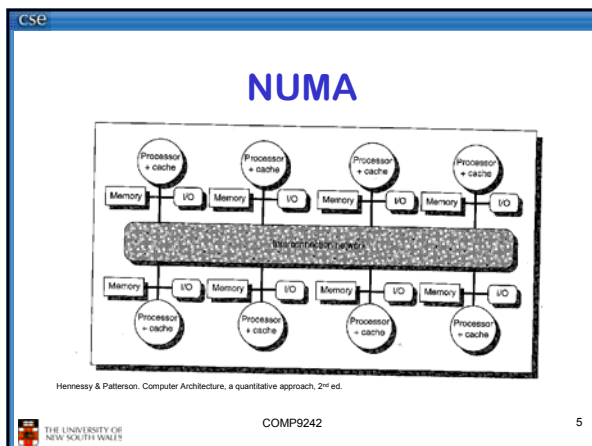 cse
NUMA
Processor + cache
Processor + cache
Processor + cache
Processor + cache
Memory
I/O
Memory
I/O
Memory
I/O
Memory
I/O
Interconnection network
Memory
I/O
Memory
I/O
Memory
I/O
Memory
I/O
Processor + cache
Processor + cache
Processor + cache
Processor + cache
Hennessy & Patterson. Computer Architecture, a quantitative approach, 2nd ed.
THE UNIVERSITY OF
NEW SOUTH WALES
COMP9242
5